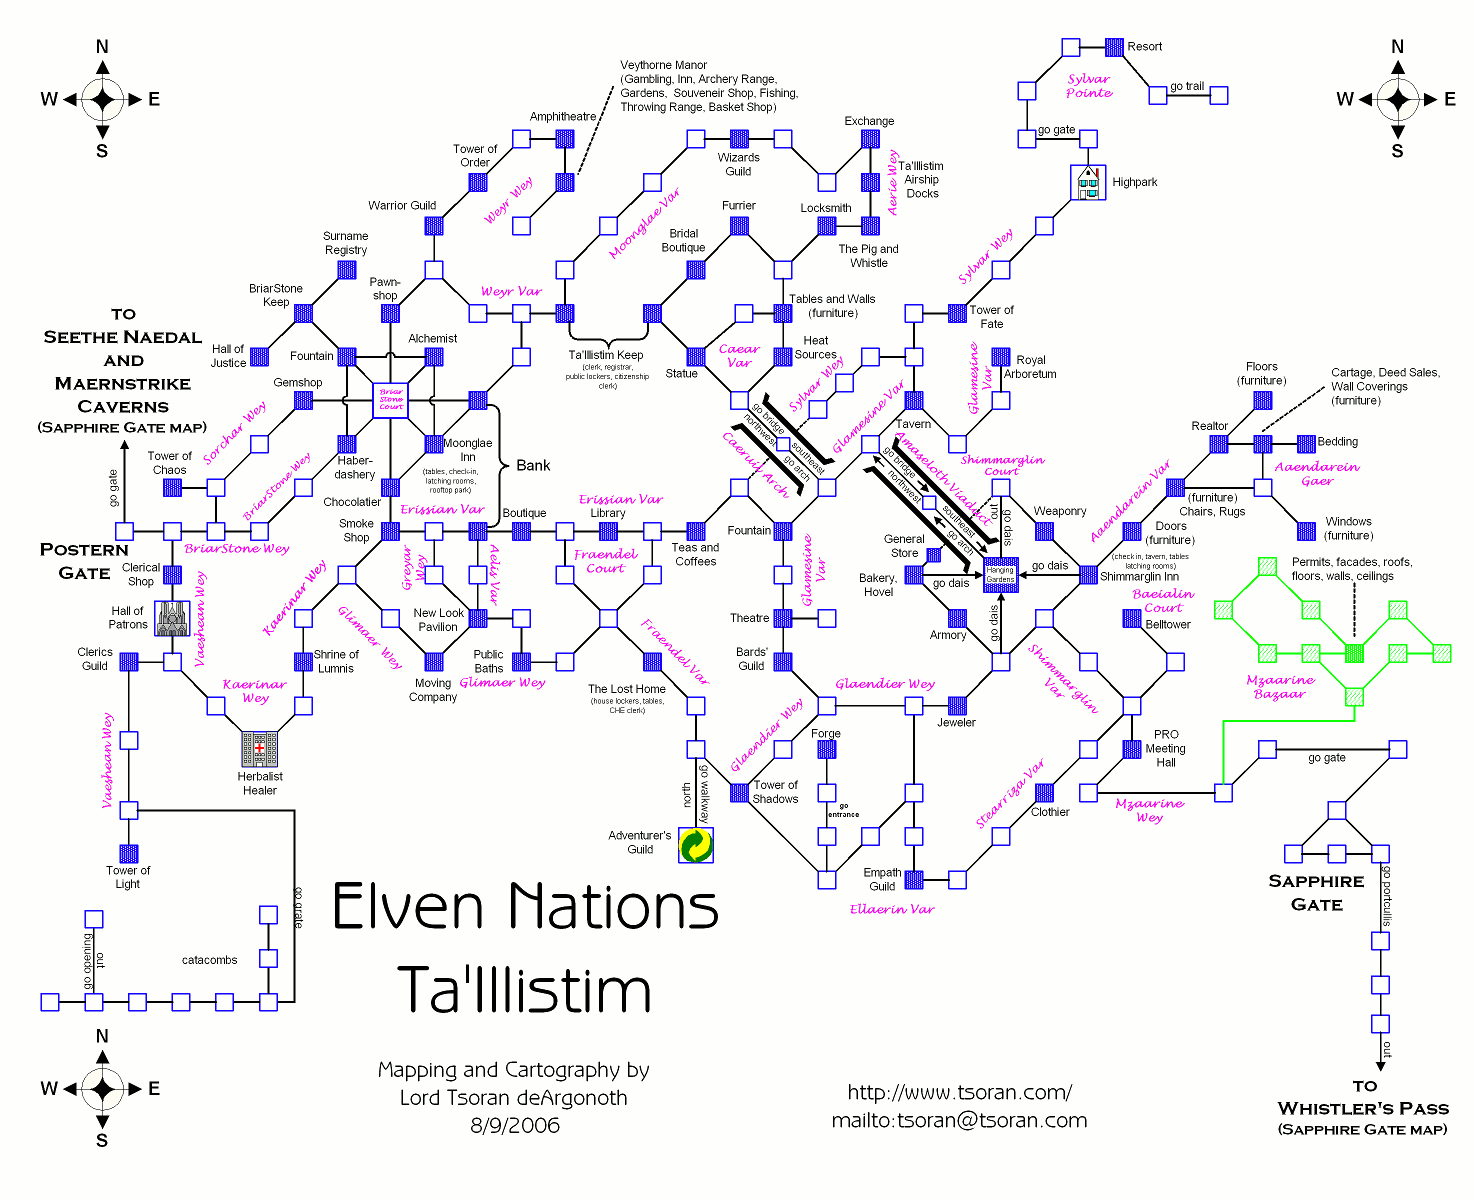 N
W
E
S
N
W
E
S
Resort
Sylvar
Pointe
go trail
go gate
Highpark
Veythorne Manor
(Gambling, Inn, Archery Range,
Gardens, Souveneir Shop, Fishing,
Throwing Range, Basket Shop)
Amphitheatre
Tower of
Order
Weyr Wey
Warrior Guild
Wizards
Guild
Exchange
Aerie Wey
Ta'Illistim
Airship
Docks
Moonglae Var
Furrier
Locksmith
Bridal
Boutique
The Pig and
Whistle
Sylvar Wey
Surname
Registry
BriarStone
Keep
Pawn-
shop
Weyr Var
Tables and Walls
(furniture)
Tower of
Fate
TO
SEETHE NAEDAL
AND
MAERNSTRIKE
CAVERNS
(SAPPHIRE GATE MAP)
go gate
Hall of
Justice
Fountain
Alchemist
Ta'Illistim Keep
(clerk, registrar,
public lockers, citizenship
clerk)
Caear
Var
Statue
Heat
Sources
Sylvar Wey
Glamesine Var
Glamesine
Var
Royal
Arboretum
Gemshop
Briar
Stone
Court
Sorchar Wey
Tower of
Chaos
BriarStone Wey
Haber-
dashery
Moonglae
Inn
(tables, check-in,
latching rooms,
rooftop park)
Bank
Chocolatier
Erissian Var
go bridge
southeast
northwest
go arch
Caeruil Arch
Tavern
Amaseloth Viaduct
go bridge
southeast
northwest
go arch
Shimmarglin
Court
out
go dais
Floors
(furniture)
Cartage, Deed Sales,
Wall Coverings
(furniture)
Realtor
Bedding
Aaendarein
Gaer
Aaendarein Var
(furniture)
Chairs, Rugs
Windows
(furniture)
Doors
(furniture)
POSTERN
GATE
BriarStone Wey
Smoke
Shop
Boutique
Erissian Var
Library
Teas and
Coffees
Fountain
Weaponry
General
Store
Bakery,
Hovel
go dais
Hanging
Gardens
go dais
(check in, tavern, tables
latching rooms)
Shimmarglin Inn
Permits, facades, roofs,
floors, walls, ceilings
Clerical
Shop
Hall of
Patrons
Vaeshean Wey
Kaerinar Wey
Greyar
Wey
Aelis Var
Fraendel
Court
Glamesine
Var
Glimaer Wey
New Look
Pavilion
Theatre
Armory
go dais
Baeialin
Court
Belltower
Clerics
Guild
Shrine of
Lumnis
Kaerinar
Wey
Moving
Company
Public
Baths
Glimaer Wey
Fraendel Var
The Lost Home
(house lockers, tables,
CHE clerk)
Bards'
Guild
Glaendier Wey
Shimmarglin
Var
Mzaarine
Bazaar
Jeweler
Glaendier Wey
Forge
PRO
Meeting
Hall
go gate
Vaeshean Wey
Herbalist
Healer
north
go walkway
Tower of
Shadows
go
entrance
Stearriza Var
Clothier
Mzaarine
Wey
Adventurer's
Guild
Tower of
Light
go grate
Empath
Guild
Ellaerin Var
SAPPHIRE
GATE
go portcullis
go opening
out
catacombs
Elven Nations
Ta'Illistim
N
W
E
S
Mapping and Cartography by
Lord Tsoran deArgonoth
8/9/2006
http://www.tsoran.com/
mailto:tsoran@tsoran.com
out
TO
WHISTLER'S PASS
(SAPPHIRE GATE MAP)